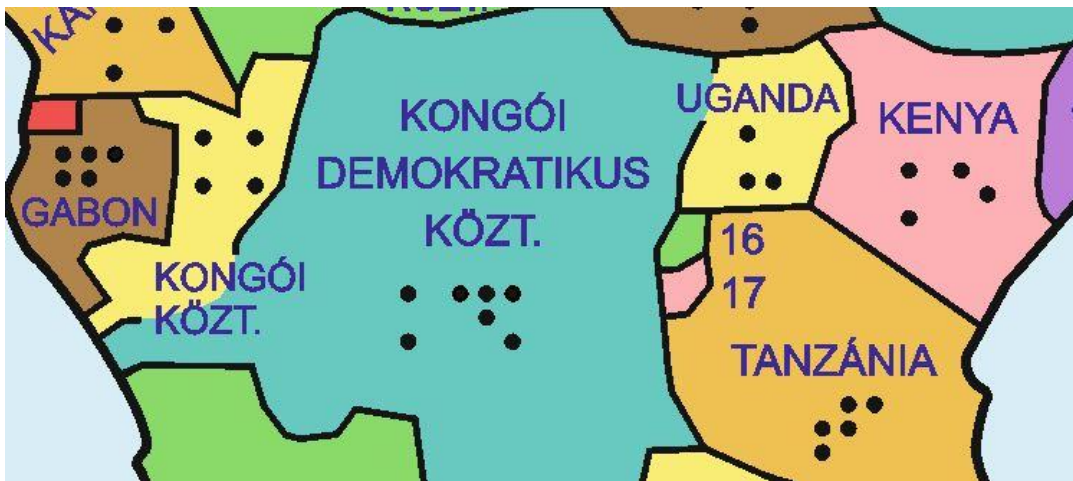 UGANDA
KENYA
KONGÓI
DEMOKRATIKUS
KÖZT.
GABON
KONGÓI
KÖZT.
16
17
TANZÁNIA